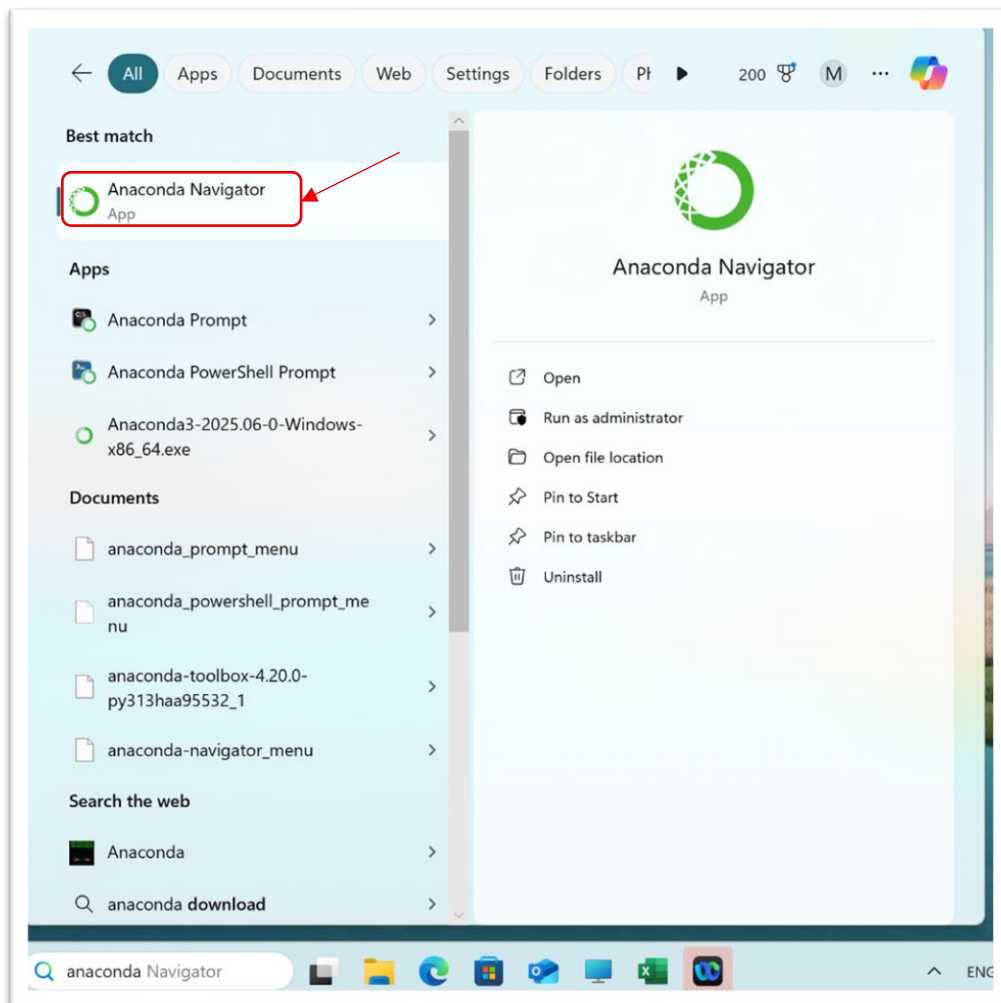 All Apps Documents Web Settings Folders 200 M ...
Best match
Anaconda Navigator
App
Apps
Anaconda Prompt
Anaconda PowerShell Prompt
Anaconda3-2025.06-0-Windows-
x86_64.exe
Documents
anaconda_prompt_menu
anaconda_powershell_prompt_me
nu
anaconda-toolbox-4.20.0-
py313haa95532_1
anaconda-navigator_menu
Search the web
Anaconda
anaconda download
Anaconda Navigator
App
Open
Run as administrator
Open file location
Pin to Start
Pin to taskbar
Uninstall
anaconda Navigator
ENG